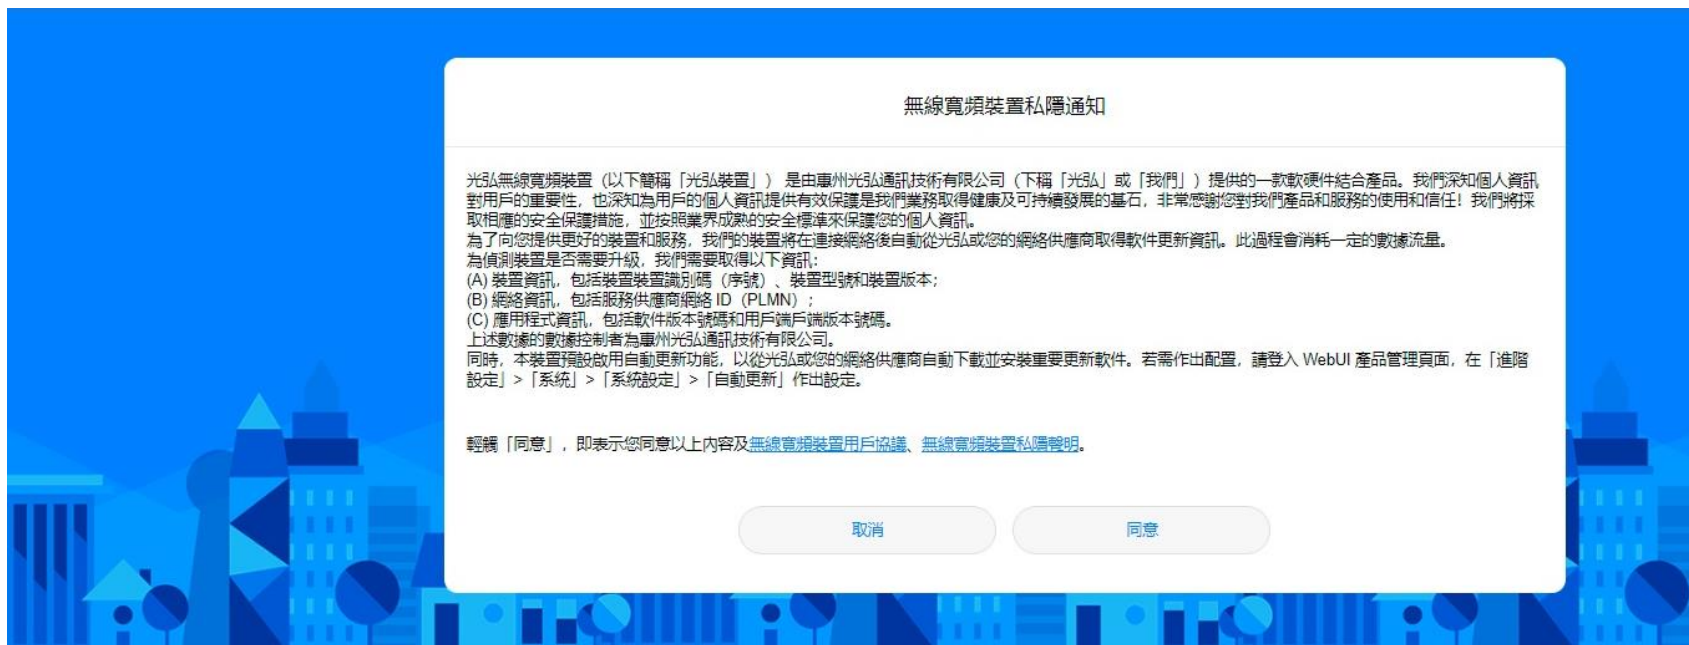 無線寬頻裝置私隱通知
光弘無線寬頻裝置（以下簡稱「光弘裝置」） 是由惠州光弘通訊技術有限公司（下稱「光弘」或「我們」）提供的一款軟硬件結合產品。我們深知個人資訊
對用戶的重要性，也深知為用戶的個人資訊提供有效保護是我們業務取得健康及可持續發展的基石，非常感謝您對我們產品和服務的使用和信任！我們將採
取相應的安全保護措施，並按照業界成熟的安全標準來保護您的個人資訊。
為了向您提供更好的裝置和服務，我們的裝置將在連接網絡後自動從光弘或您的網絡供應商取得軟件更新資訊。此過程會消耗一定的數據流量。
為偵測裝置是否需要升級，我們需要取得以下資訊：
(A) 裝置資訊，包括裝置裝置識別碼（序號）、裝置型號和裝置版本；
(B) 網絡資訊，包括服務供應商網絡 ID（PLMN）；
(C) 應用程式資訊，包括軟件版本號碼和用戶端戶端版本號碼。
上述數據的數據控制者為惠州光弘通訊技術有限公司。
同時，本裝置預設啟用自動更新功能，以從光弘或您的網絡供應商自動下載並安裝重要更新軟件。若需作出配置，請登入 WebUI 產品管理頁面，在「進階
設定」>「系統」>「系統設定」>「自動更新」作出設定。
輕觸「同意」，即表示您同意以上內容及無線寬頻裝置用戶協議、無線寬頻裝置私隱聲明。
取消
同意